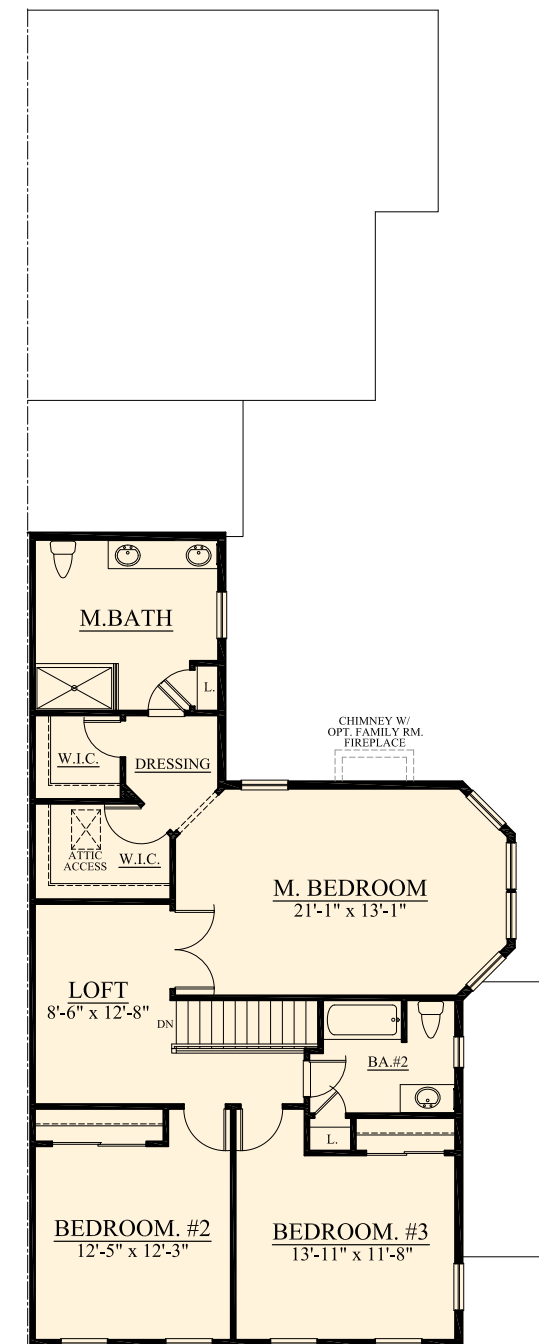 M.BATH
L.
CHIMNEY W/
OPT. FAMILY RM.
FIREPLACE
W.I.C.
DRESSING
ATTIC
ACCESS
W.I.C.
M. BEDROOM
21'-1" x 13'-1"
LOFT
8'-6" x 12'-8"
DN
BA.#2
L.
BEDROOM. #2
12'-5" x 12'-3"
BEDROOM. #3
13'-11" x 11'-8"